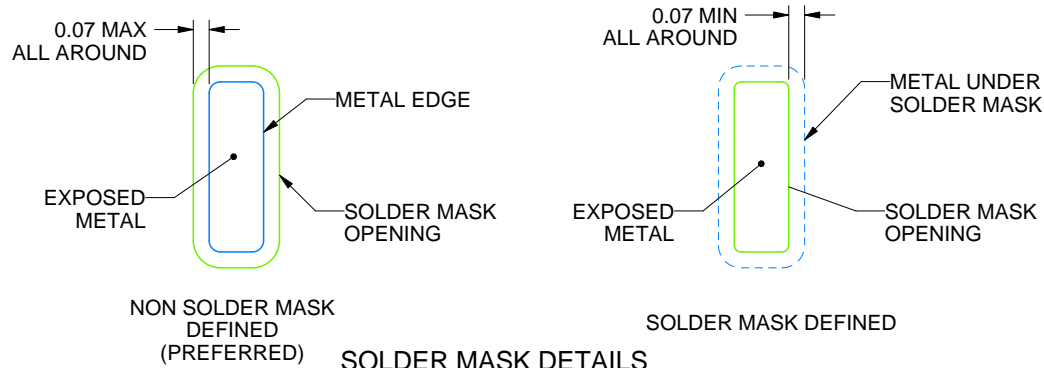 0.07 MAX
ALL AROUND
METAL EDGE
EXPOSED
METAL
SOLDER MASK
OPENING
NON SOLDER MASK
DEFINED
(PREFERRED)
0.07 MIN
ALL AROUND
METAL UNDER
SOLDER MASK
EXPOSED
METAL
SOLDER MASK
OPENING
SOLDER MASK DEFINED
SOLDER MASK DETAILS